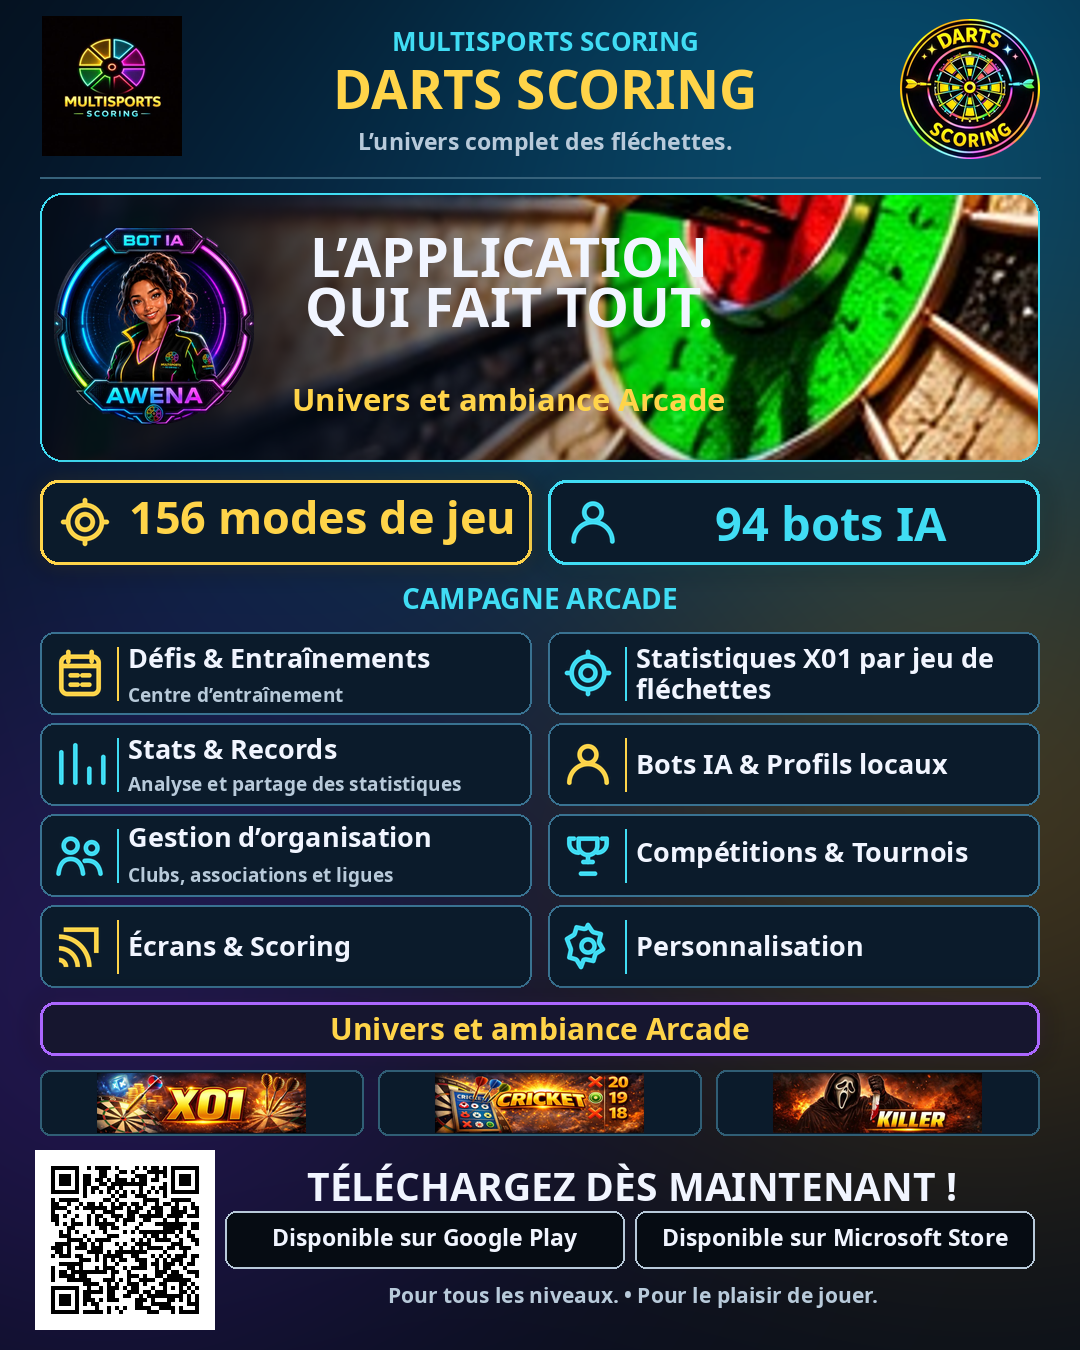 MULTISPORTS
SCORING
MULTISPORTS SCORING
DARTS SCORING
L’univers complet des fléchettes.
DARTS
SCORING
BOT IA
AWENA
L’APPLICATION
QUI FAIT TOUT.
Univers et ambiance Arcade
156 modes de jeu
94 bots IA
CAMPAGNE ARCADE
Défis & Entraînements
Centre d’entraînement
Statistiques X01 par jeu de
fléchettes
Stats & Records
Analyse et partage des statistiques
Bots IA & Profils locaux
Gestion d’organisation
Clubs, associations et ligues
Compétitions & Tournois
Écrans & Scoring
Personnalisation
Univers et ambiance Arcade
X01
CRICKET
CRICKET
20
19
18
KILLER
TÉLÉCHARGEZ DÈS MAINTENANT !
Disponible sur Google Play
Disponible sur Microsoft Store
Pour tous les niveaux. • Pour le plaisir de jouer.